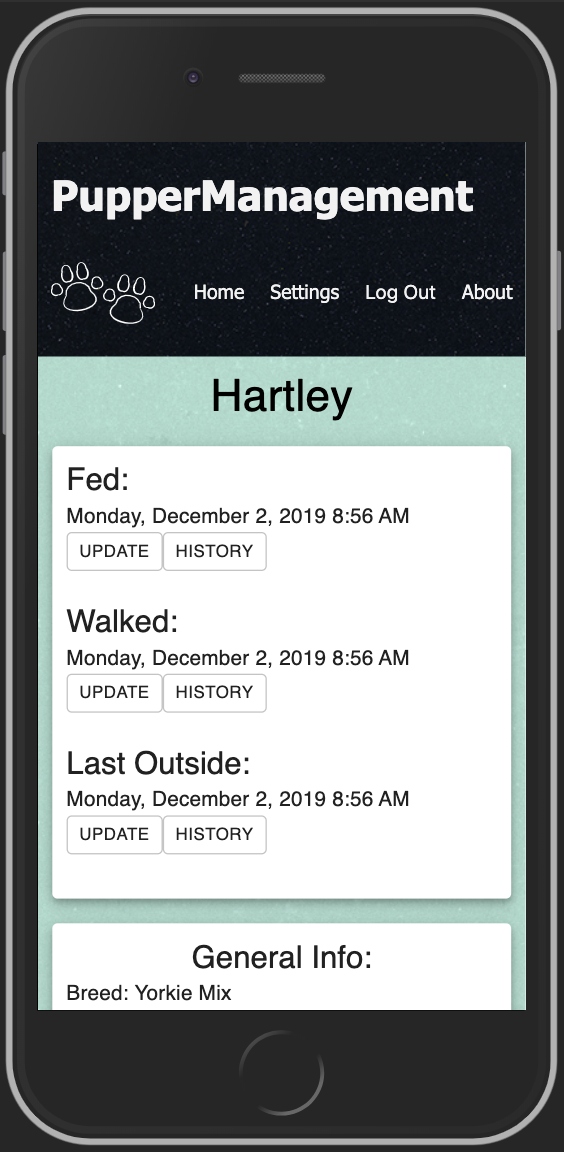 PupperManagement
Home Settings Log Out About
Hartley
Fed:
Monday, December 2, 2019 8:56 AM
UPDATE HISTORY
Walked:
Monday, December 2, 2019 8:56 AM
UPDATE HISTORY
Last Outside:
Monday, December 2, 2019 8:56 AM
UPDATE HISTORY
General Info:
Breed: Yorkie Mix